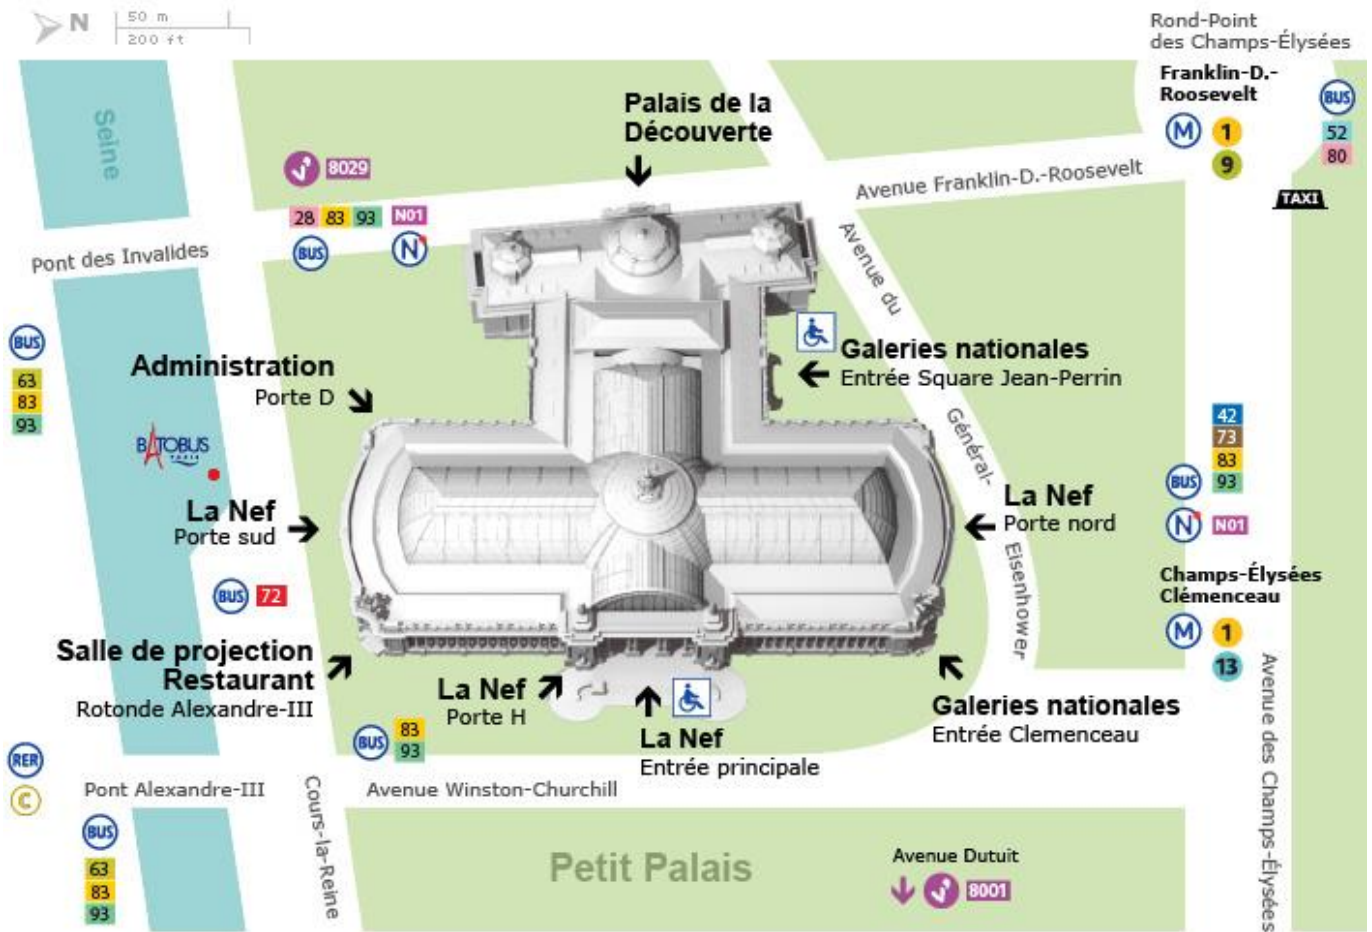 N
50 m
200 ft
Rond-Point
des Champs-Élysées
Franklin-D.-
Roosevelt
M
1
9
BUS
52
80
TAXI
Palais de la
Découverte
Seine
8029
28 83 93 N01
BUS
N
Avenue Franklin-D.-Roosevelt
Pont des Invalides
Avenue du
Général-
Eisenhower
BUS
63
83
93
Administration
Porte D
Galeries nationales
Entrée Square Jean-Perrin
BATOBUS
PARIS
42
73
83
BUS 93
N N01
La Nef
Porte sud
La Nef
Porte nord
BUS 72
Champs-Élysées
Clémenceau
M
1
13
Salle de projection
Restaurant
Rotonde Alexandre-III
La Nef
Porte H
La Nef
Entrée principale
Galeries nationales
Entrée Clemenceau
BUS
83
93
RER
C
Pont Alexandre-III
Cours-la-Reine
Avenue Winston-Churchill
Avenue des Champs-Élysées
BUS
63
83
93
Petit Palais
Avenue Dutuit
8001